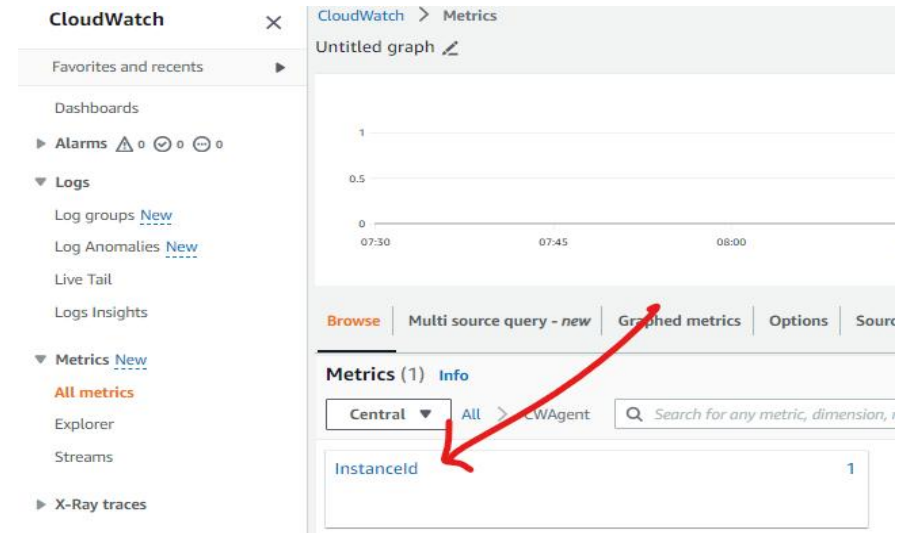 CloudWatch
Favorites and recents
Dashboards
Alarms 0 0 0
Logs
Log groups New
Log Anomalies New
Live Tail
Logs Insights
Metrics New
All metrics
Explorer
Streams
X-Ray traces
CloudWatch > Metrics
Untitled graph
1
0.5
0
07:30 07:45 08:00
Browse Multi source query - new Graphed metrics Options
Metrics (1) Info
Central All > CWAgent Search for any metric, dimension,
InstanceId 1